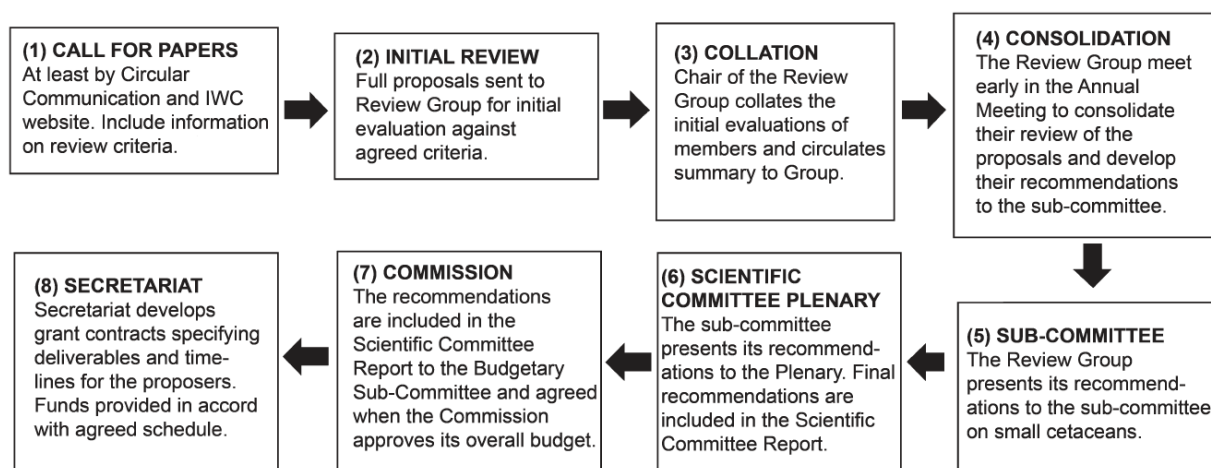 (1) CALL FOR PAPERS
At least by Circular
Communication and IWC
website. Include information
on review criteria.
(2) INITIAL REVIEW
Full proposals sent to
Review Group for initial
evaluation against
agreed criteria.
(3) COLLATION
Chair of the Review
Group collates the
initial evaluations of
members and circulates
summary to Group.
(4) CONSOLIDATION
The Review Group meet
early in the Annual
Meeting to consolidate
their review of the
proposals and develop
their recommendations
to the sub-committee.
(5) SUB-COMMITTEE
The Review Group
presents its recommend-
ations to the sub-committee
on small cetaceans.
(6) SCIENTIFIC
COMMITTEE PLENARY
The sub-committee
presents its recommend-
ations to the Plenary. Final
recommendations are
included in the Scientific
Committee Report.
(7) COMMISSION
The recommendations
are included in the
Scientific Committee
Report to the Budgetary
Sub-Committee and agreed
when the Commission
approves its overall budget.
(8) SECRETARIAT
Secretariat develops
grant contracts specifying
deliverables and time-
lines for the proposers.
Funds provided in accord
with agreed schedule.